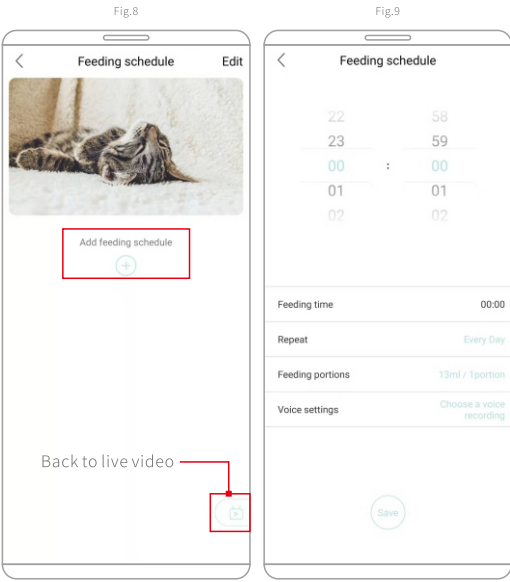 Fig.8
Feeding schedule
Edit
Add feeding schedule
Back to live video
Fig.9
Feeding schedule
22
58
23
59
00 : 00
01
01
02
02
Feeding time
00:00
Repeat
Every Day
Feeding portions
13ml / 1portion
Voice settings
Choose a voice
recording
Save